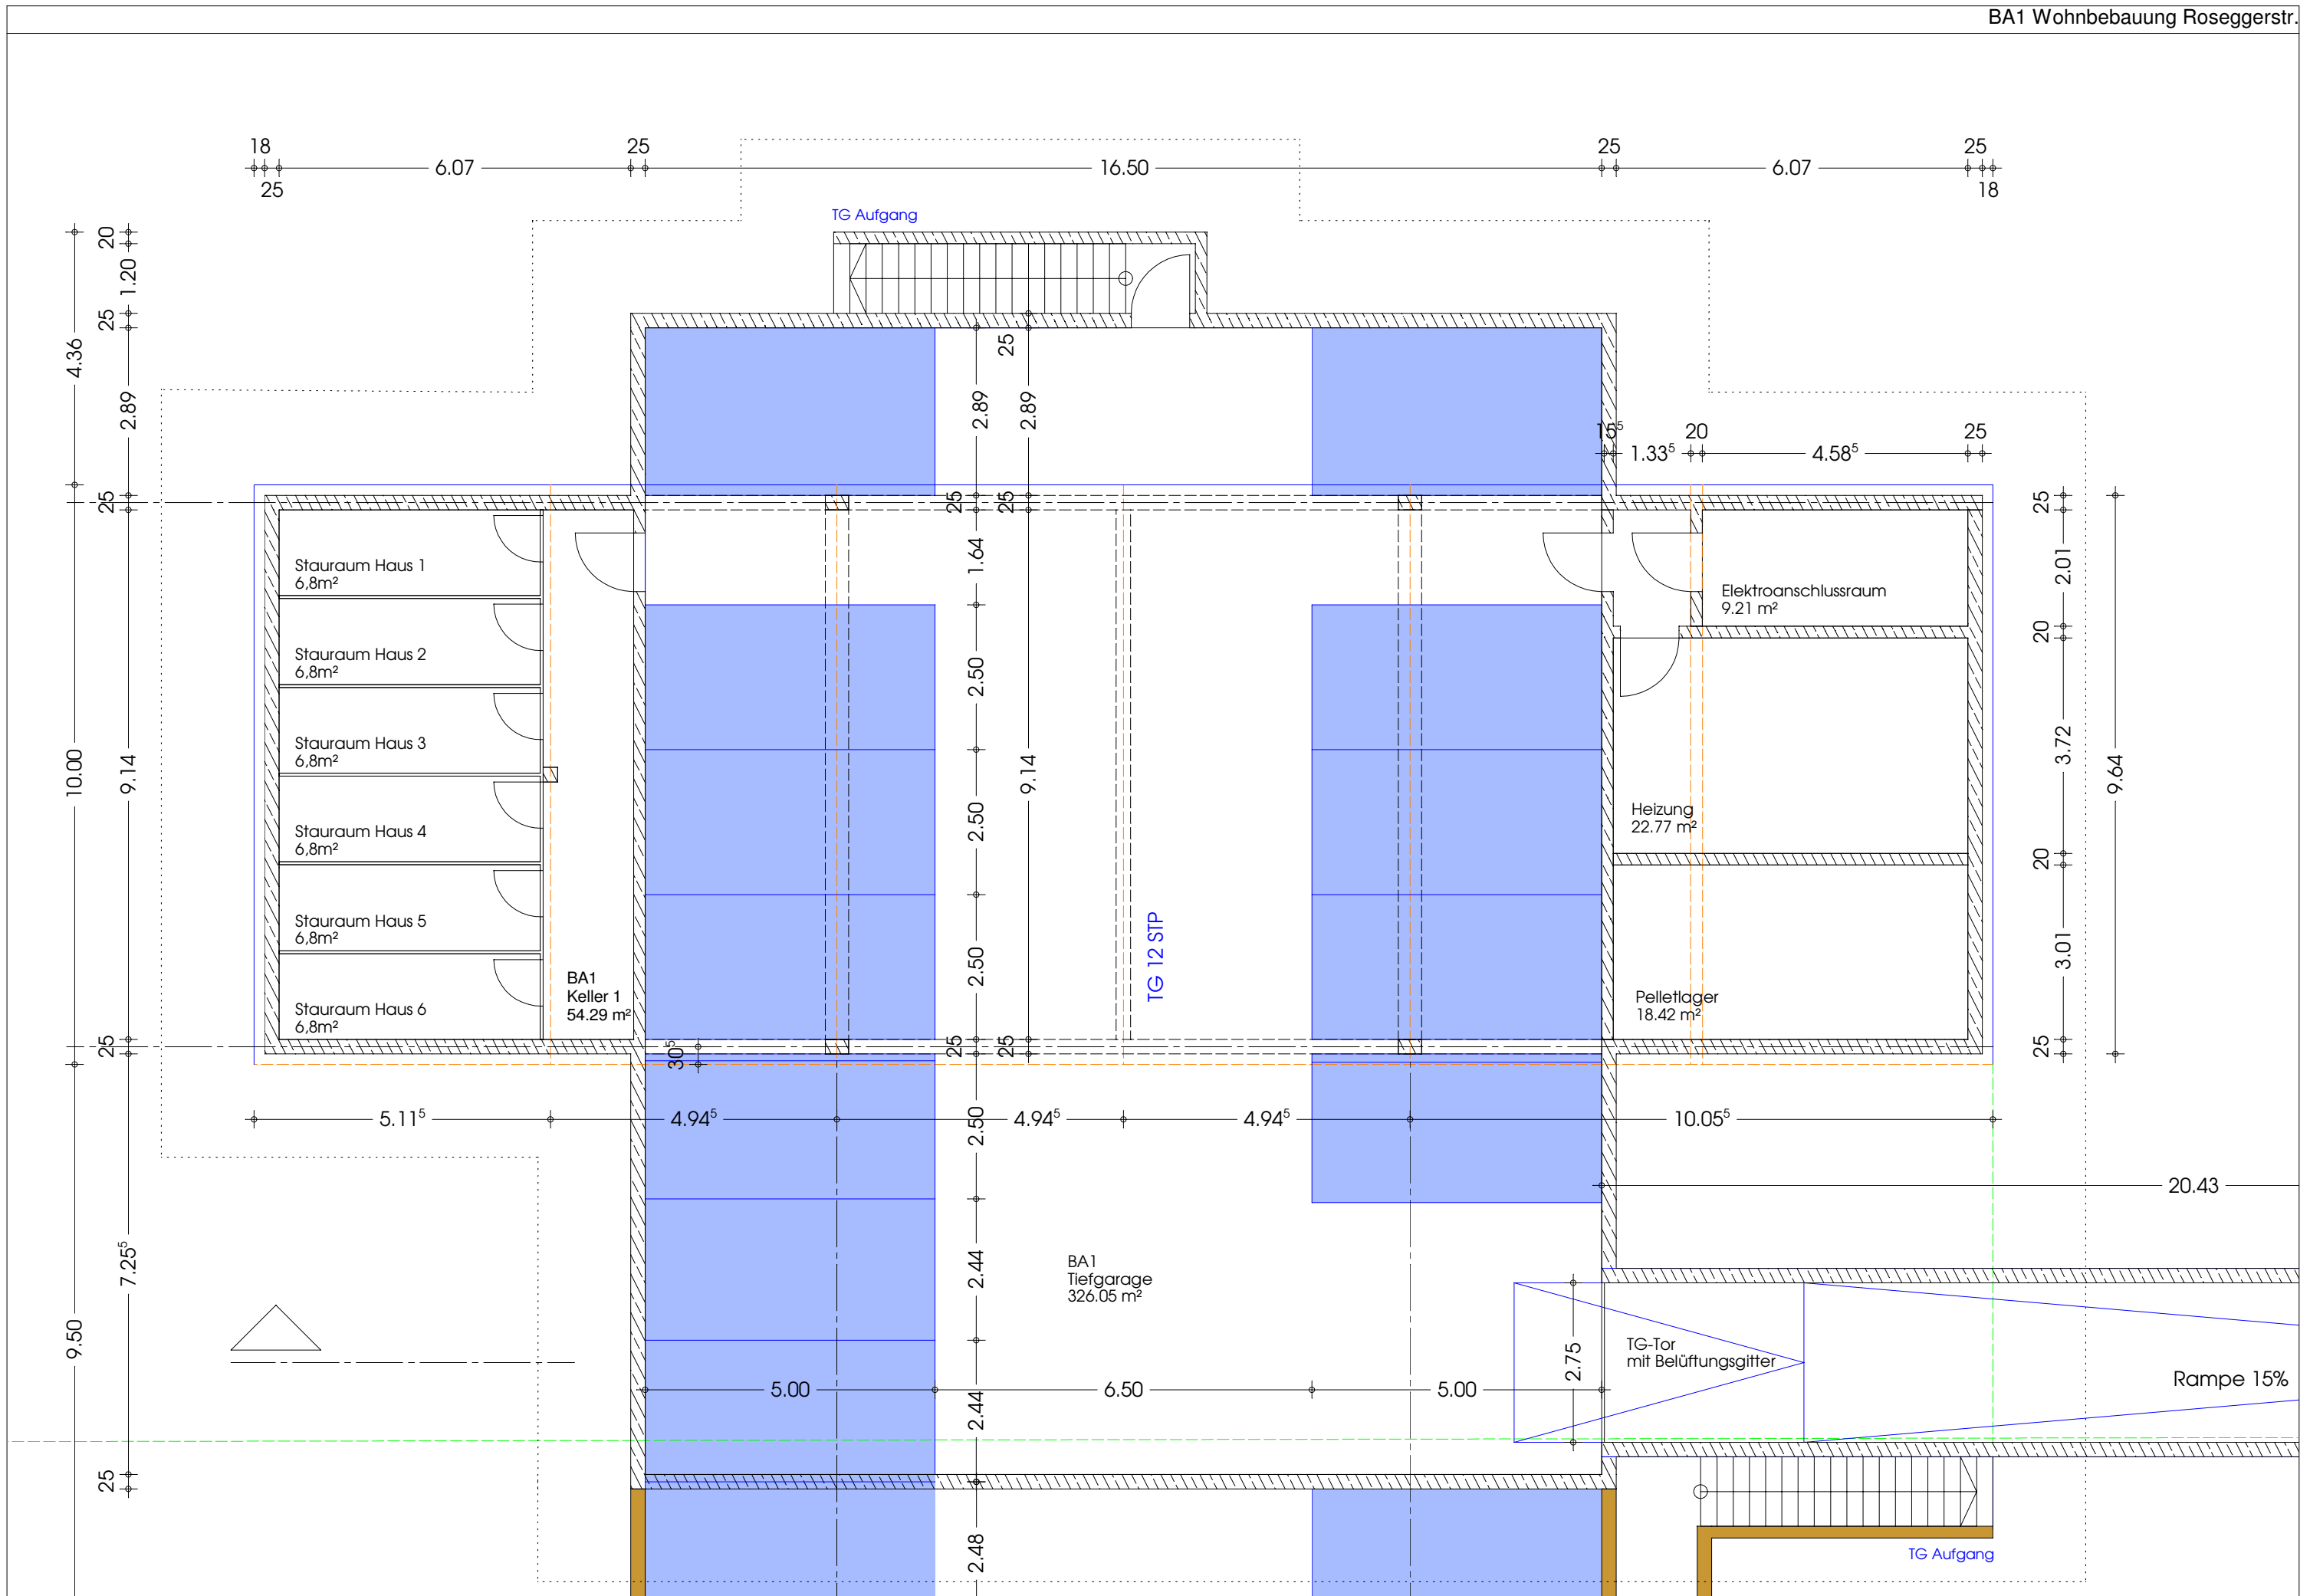 BA1 Wohnbebauung Roseggerstr.
18
25
6.07
25
16.50
25
6.07
25
18
TG Aufgang
20
1.20
25
4.36
2.89
25
10.00
9.14
25
9.50
7.25⁵
25
25
2.89
2.89
25
25
1.64
2.50
2.50
2.50
9.14
25
25
30⁵
2.50
2.44
2.44
2.48
15⁵
20
25
1.33⁵
4.58⁵
25
2.01
20
3.72
20
3.01
25
9.64
Stauraum Haus 1
6,8m²
Stauraum Haus 2
6,8m²
Stauraum Haus 3
6,8m²
Stauraum Haus 4
6,8m²
Stauraum Haus 5
6,8m²
Stauraum Haus 6
6,8m²
BA1
Keller 1
54.29 m²
TG 12 STP
Elektroanschlussraum
9.21 m²
Heizung
22.77 m²
Pelletlager
18.42 m²
5.11⁵
4.94⁵
4.94⁵
4.94⁵
10.05⁵
20.43
BA1
Tiefgarage
326.05 m²
5.00
6.50
5.00
2.75
TG-Tor
mit Belüftungsgitter
Rampe 15%
TG Aufgang